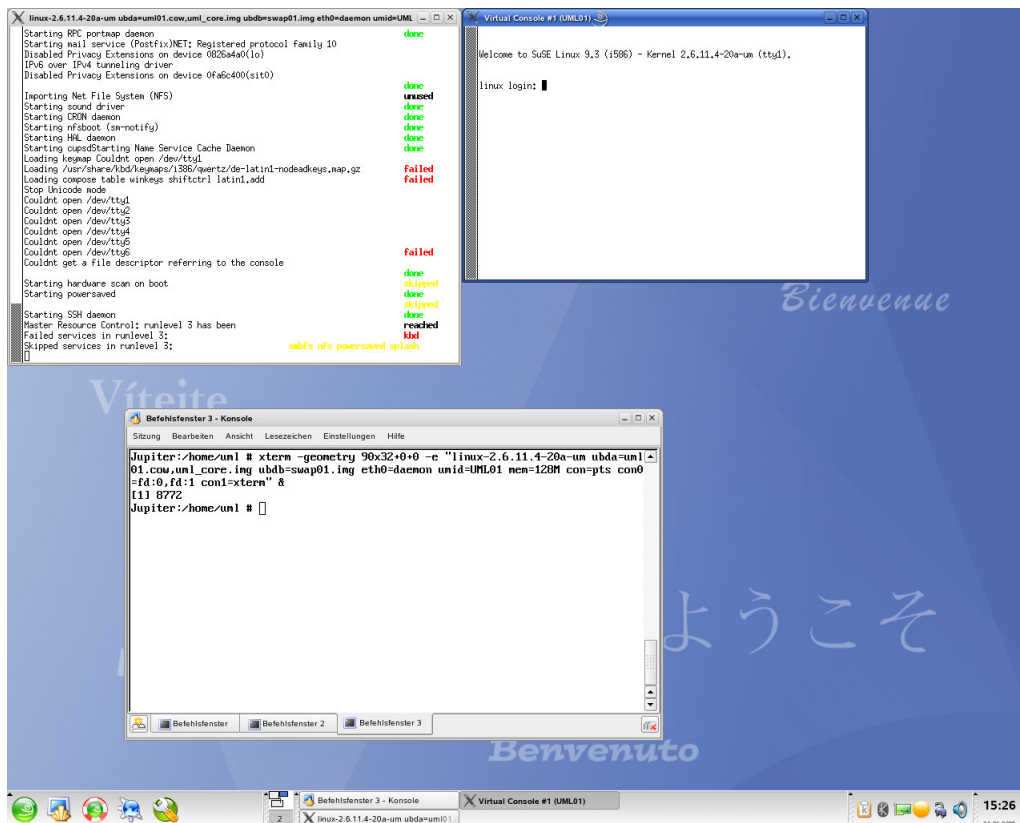 linux-2.6.11.4-20a-um ubda=uml01.cow,uml_core.img ubdb=swap01.img eth0=daemon umid=UML
Starting RPC portmap daemon done
Starting mail service (Postfix)NET: Registered protocol family 10
Disabled Privacy Extensions on device 0826a4a0(lo)
IPv6 over IPv4 tunneling driver
Disabled Privacy Extensions on device 0fa6c400(sit0)
done
Importing Net File System (NFS) unused
Starting sound driver done
Starting CRON daemon done
Starting nfsboot (sm-notify) done
Starting HAL daemon done
Starting cupsdStarting Name Service Cache Daemon done
Loading keymap Couldnt open /dev/tty1
Loading /usr/share/kbd/keymaps/i386/qwertz/de-latin1-nodeadkeys.map.gz failed
Loading compose table winkeys shiftctrl latin1.add failed
Stop Unicode mode
Couldnt open /dev/tty1
Couldnt open /dev/tty2
Couldnt open /dev/tty3
Couldnt open /dev/tty4
Couldnt open /dev/tty5
Couldnt open /dev/tty6 failed
Couldnt get a file descriptor referring to the console
done
Starting hardware scan on boot skipped
Starting powersaved done
skipped
Starting SSH daemon done
Master Resource Control: runlevel 3 has been reached
Failed services in runlevel 3: kbd
Skipped services in runlevel 3: smbfs nfs powersaved splash
Virtual Console #1 (UML01)
Welcome to SuSE Linux 9.3 (i586) - Kernel 2.6.11.4-20a-um (tty1).
linux login:
Bienvenue
Vítejte
Befehlsfenster 3 - Konsole
Sitzung Bearbeiten Ansicht Lesezeichen Einstellungen Hilfe
Jupiter:/home/uml # xterm -geometry 90x32+0+0 -e "linux-2.6.11.4-20a-um ubda=uml
01.cow,uml_core.img ubdb=swap01.img eth0=daemon umid=UML01 mem=128M con=pts con0
=fd:0,fd:1 con1=xterm" &
[1] 8772
Jupiter:/home/uml #
ようこそ
Befehlsfenster Befehlsfenster 2 Befehlsfenster 3
Benvenuto
2
Befehlsfenster 3 - Konsole
linux-2.6.11.4-20a-um ubda=uml01.
Virtual Console #1 (UML01)
15:26